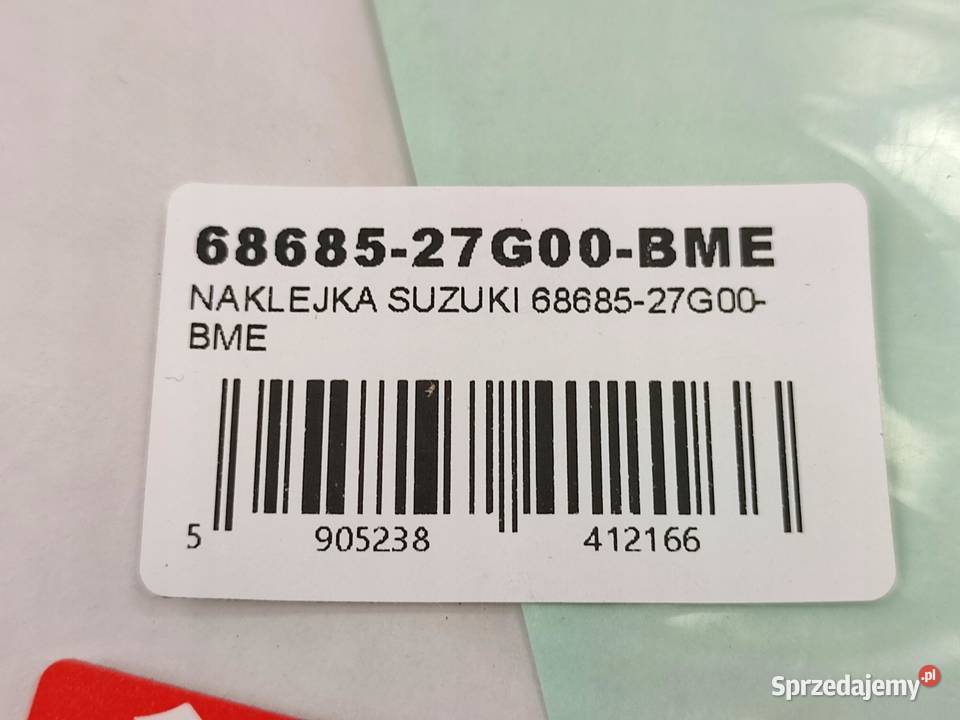 68685-27G00-BME
NAKLEJKA SUZUKI 68685-27G00-
BME
5 905238 412166
Sprzedajemy.pl